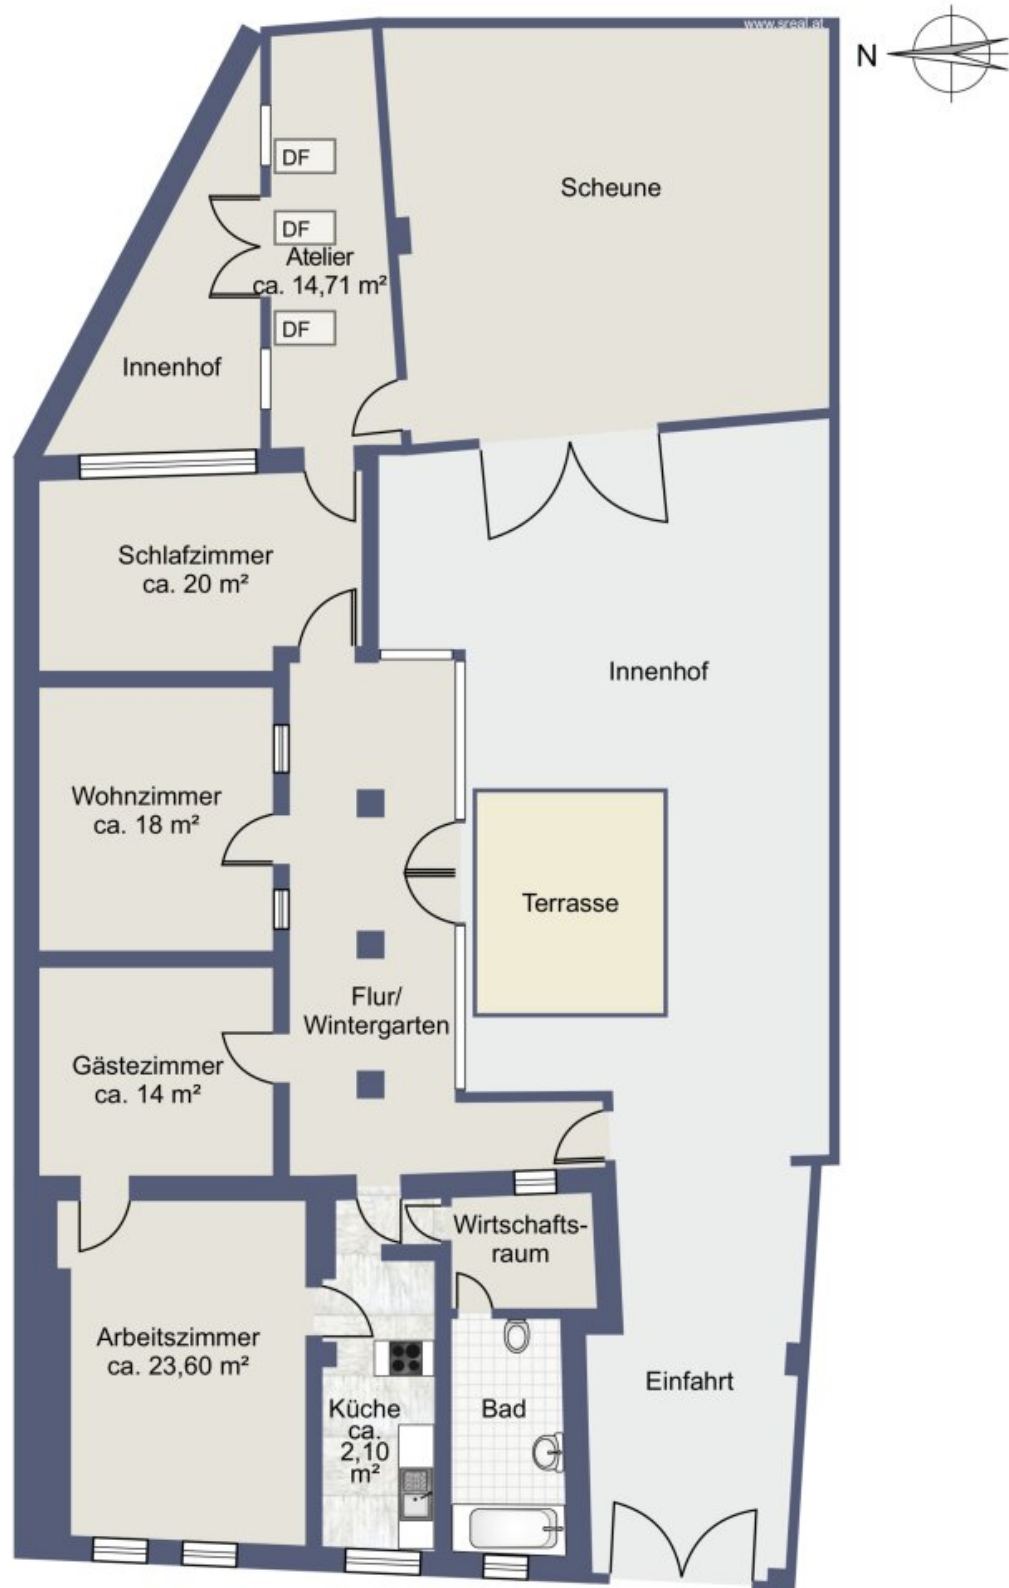 www.sreal.at
N
Scheune
DF
DF
Atelier
ca. 14,71 m²
DF
Innenhof
Schlafzimmer
ca. 20 m²
Innenhof
Wohnzimmer
ca. 18 m²
Terrasse
Flur/
Wintergarten
Gästezimmer
ca. 14 m²
Wirtschafts-
raum
Arbeitszimmer
ca. 23,60 m²
Einfahrt
Küche
ca.
2,10
m²
Bad